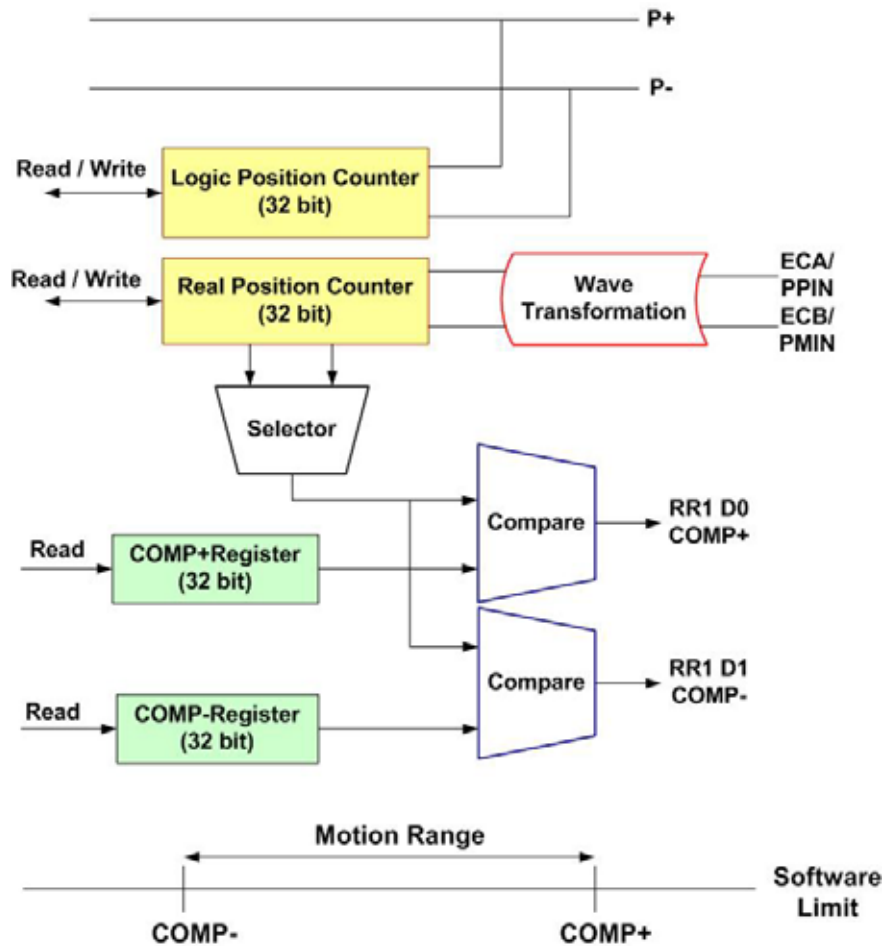 P+
P-
Read / Write
Logic Position Counter
(32 bit)
Read / Write
Real Position Counter
(32 bit)
Wave
Transformation
ECA/
PPIN
ECB/
PMIN
Selector
Compare
RR1 D0
COMP+
Read
COMP+Register
(32 bit)
Compare
RR1 D1
COMP-
Read
COMP-Register
(32 bit)
Motion Range
Software
Limit
COMP-
COMP+